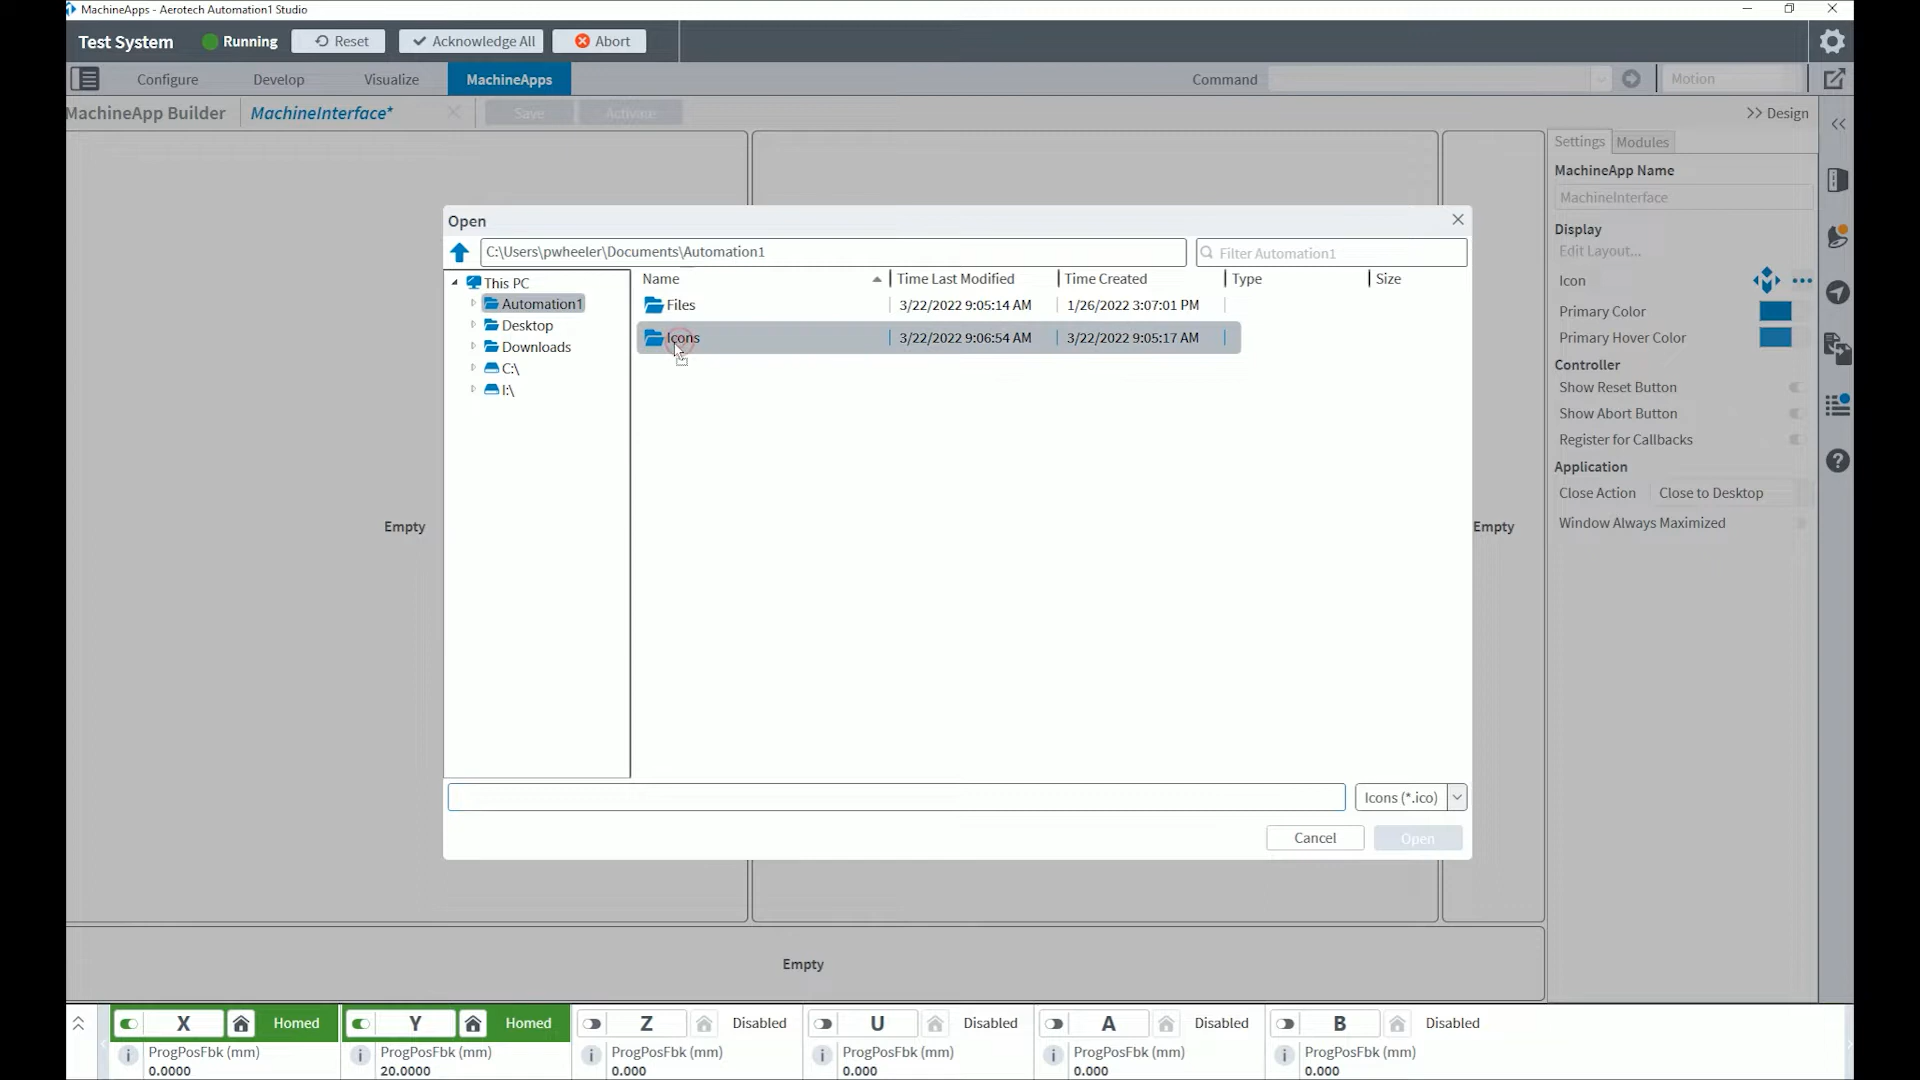 MachineApps - Aerotech Automation1 Studio
Test System Running Reset Acknowledge All Abort
Configure Develop Visualize MachineApps Command Motion
MachineApp Builder MachineInterface* Save Activate >> Design
Settings Modules
MachineApp Name
MachineInterface
Display
Edit Layout...
Icon
Primary Color
Primary Hover Color
Controller
Show Reset Button
Show Abort Button
Register for Callbacks
Application
Close Action Close to Desktop
Window Always Maximized
Empty
Empty
Empty
Open
C:\Users\pwheeler\Documents\Automation1 Filter Automation1
This PC
Automation1
Desktop
Downloads
C:\
I:\
Name Time Last Modified Time Created Type Size
Files 3/22/2022 9:05:14 AM 1/26/2022 3:07:01 PM
Icons 3/22/2022 9:06:54 AM 3/22/2022 9:05:17 AM
Icons (*.ico)
Cancel Open
X Homed Y Homed Z Disabled U Disabled A Disabled B Disabled
ProgPosFbk (mm) ProgPosFbk (mm) ProgPosFbk (mm) ProgPosFbk (mm) ProgPosFbk (mm) ProgPosFbk (mm)
0.0000 20.0000 0.000 0.000 0.000 0.000